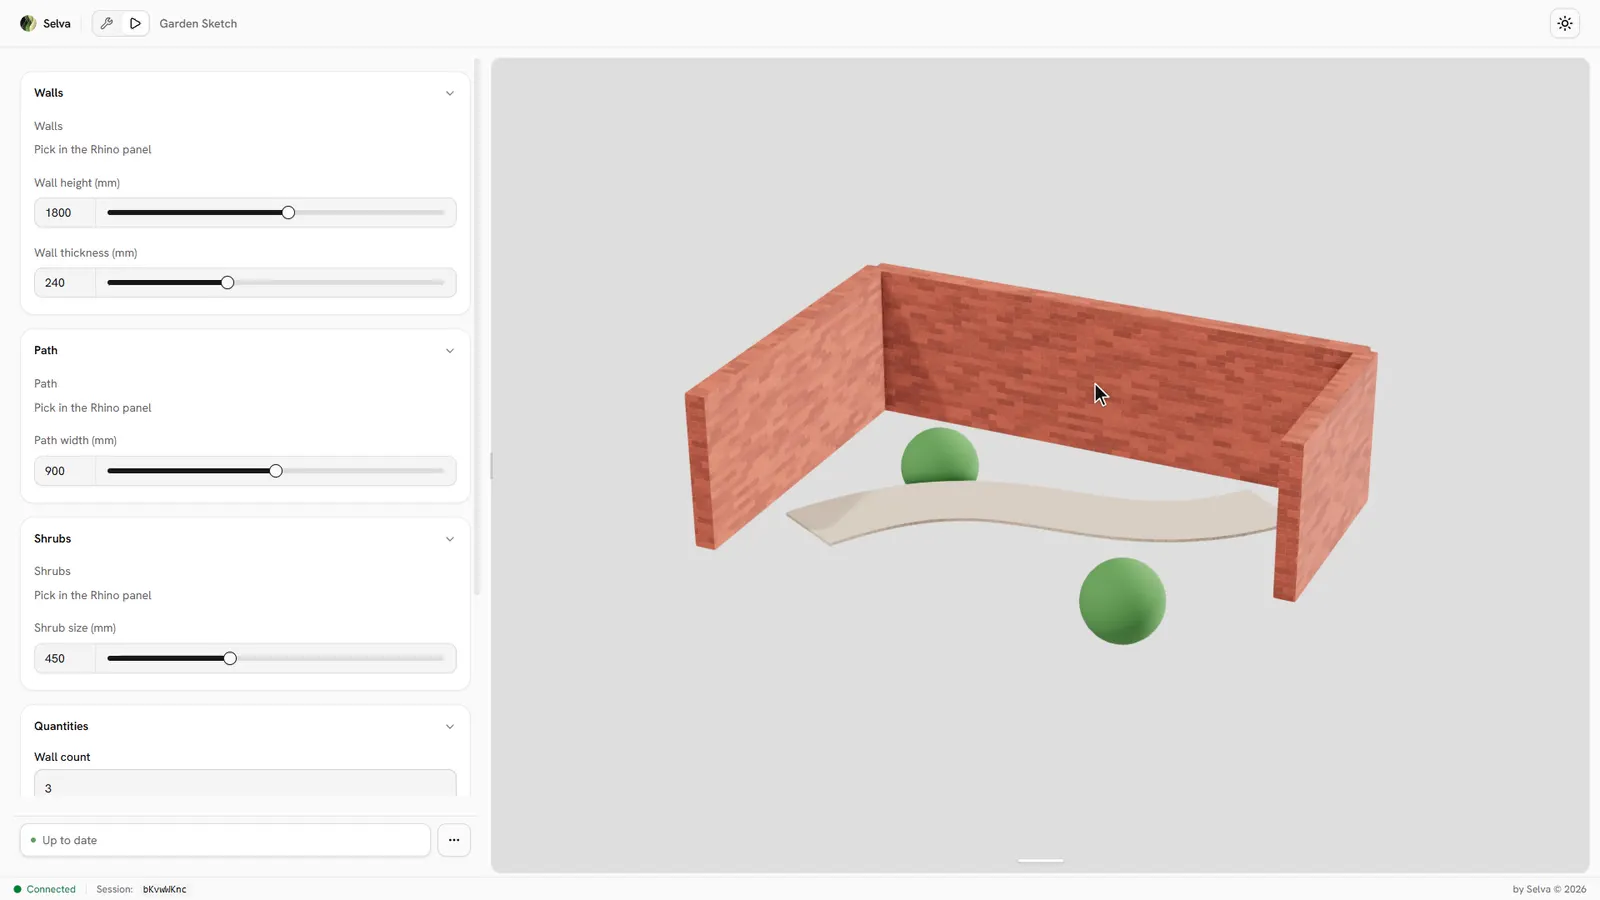 Selva
Garden Sketch
Walls
Walls
Pick in the Rhino panel
Wall height (mm)
1800
Wall thickness (mm)
240
Path
Path
Pick in the Rhino panel
Path width (mm)
900
Shrubs
Shrubs
Pick in the Rhino panel
Shrub size (mm)
450
Quantities
Wall count
3
Up to date
Connected
Session: bKvwWKnc
by Selva © 2026